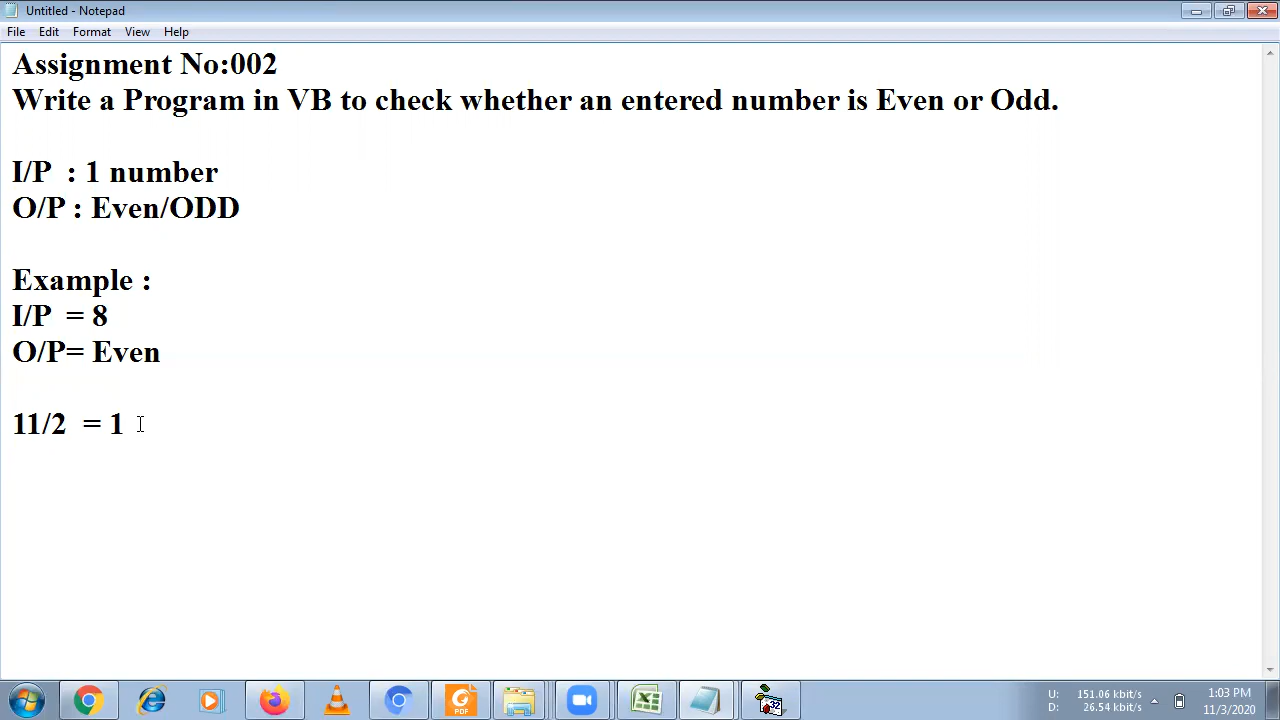 Untitled - Notepad
File Edit Format View Help
Assignment No:002
Write a Program in VB to check whether an entered number is Even or Odd.
I/P : 1 number
O/P : Even/ODD
Example :
I/P = 8
O/P= Even
11/2 = 1
PDF
32
U: 151.06 kbit/s
D: 26.54 kbit/s
1:03 PM
11/3/2020